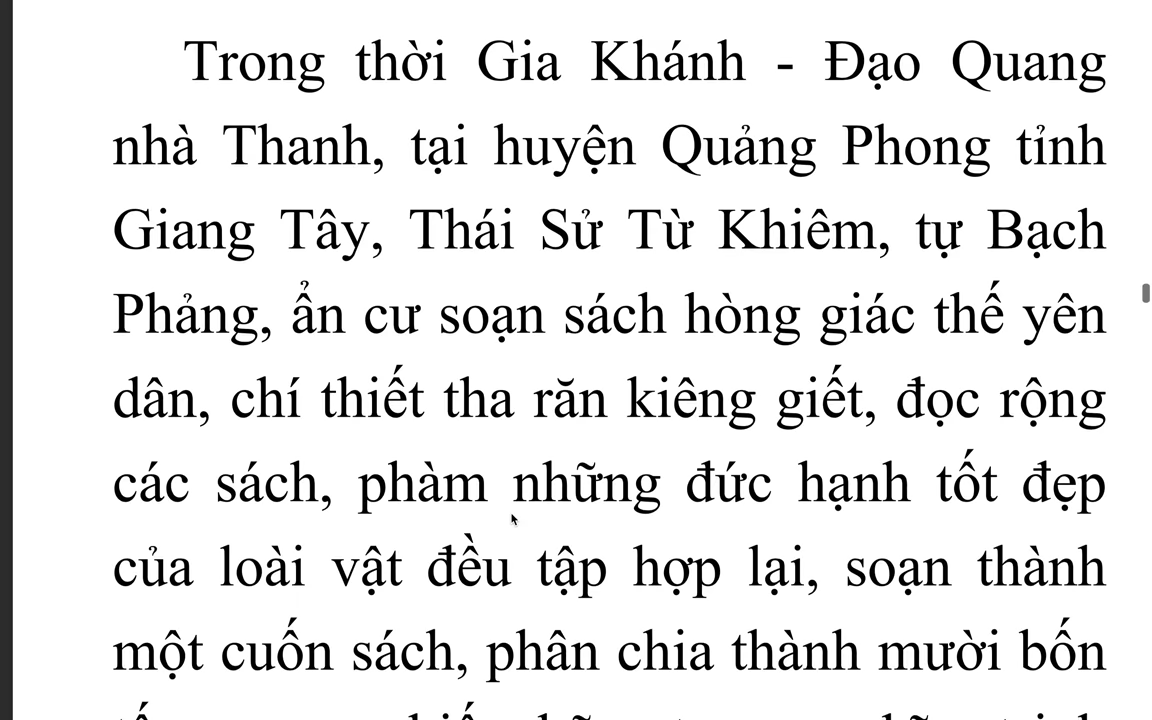 Trong thời Gia Khánh - Đạo Quang
nhà Thanh, tại huyện Quảng Phong tỉnh
Giang Tây, Thái Sử Từ Khiêm, tự Bạch
Phảng, ẩn cư soạn sách hòng giác thế yên
dân, chí thiết tha răn kiêng giết, đọc rộng
các sách, phàm những đức hạnh tốt đẹp
của loài vật đều tập hợp lại, soạn thành
một cuốn sách, phân chia thành mười bốn